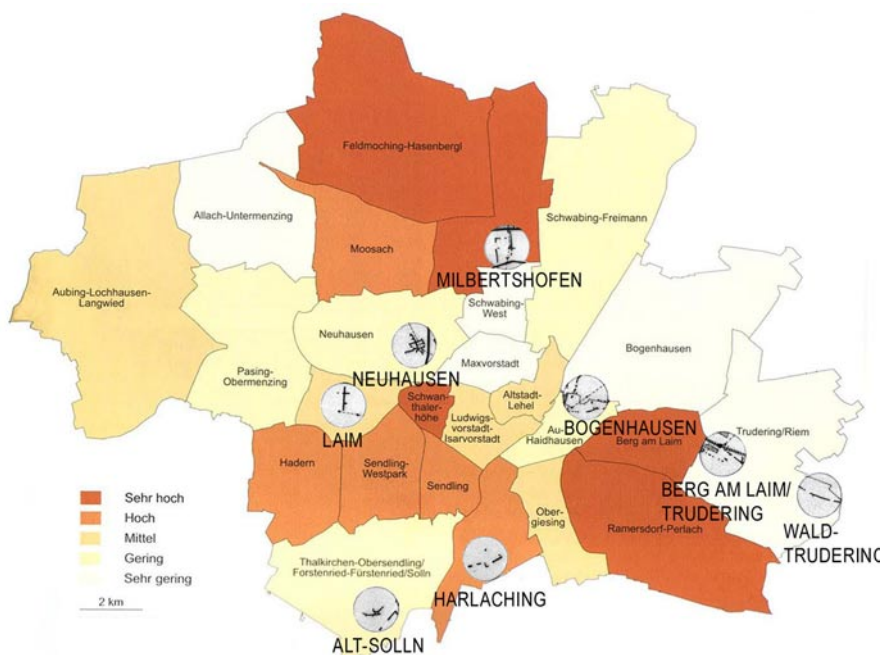 Feldmoching-Hasenbergl
Allach-Untermenzing
Schwabing-Freimann
Moosach
MILBERTSHOFEN
Aubing-Lochhausen-
Langwied
Schwabing-
West
Neuhausen
Bogenhausen
NEUHAUSEN
Maxvorstadt
Pasing-
Obermenzing
Schwan-
thaler-
höhe
Altstadt-
Lehel
LAIM
Ludwigs-
vorstadt-
Isarvorstadt
BOGENHAUSEN
Au-
Haidhausen
Berg am Laim
Trudering/Riem
Hadern
Sendling-
Westpark
Sendling
BERG AM LAIM/
TRUDERING
Ober-
giesing
Ramersdorf-Perlach
WALD-
TRUDERING
Sehr hoch
Hoch
Mittel
Gering
Sehr gering
2 km
Thalkirchen-Obersendling/
Forstenried-Fürstenried/Solln
HARLACHING
ALT-SOLLN